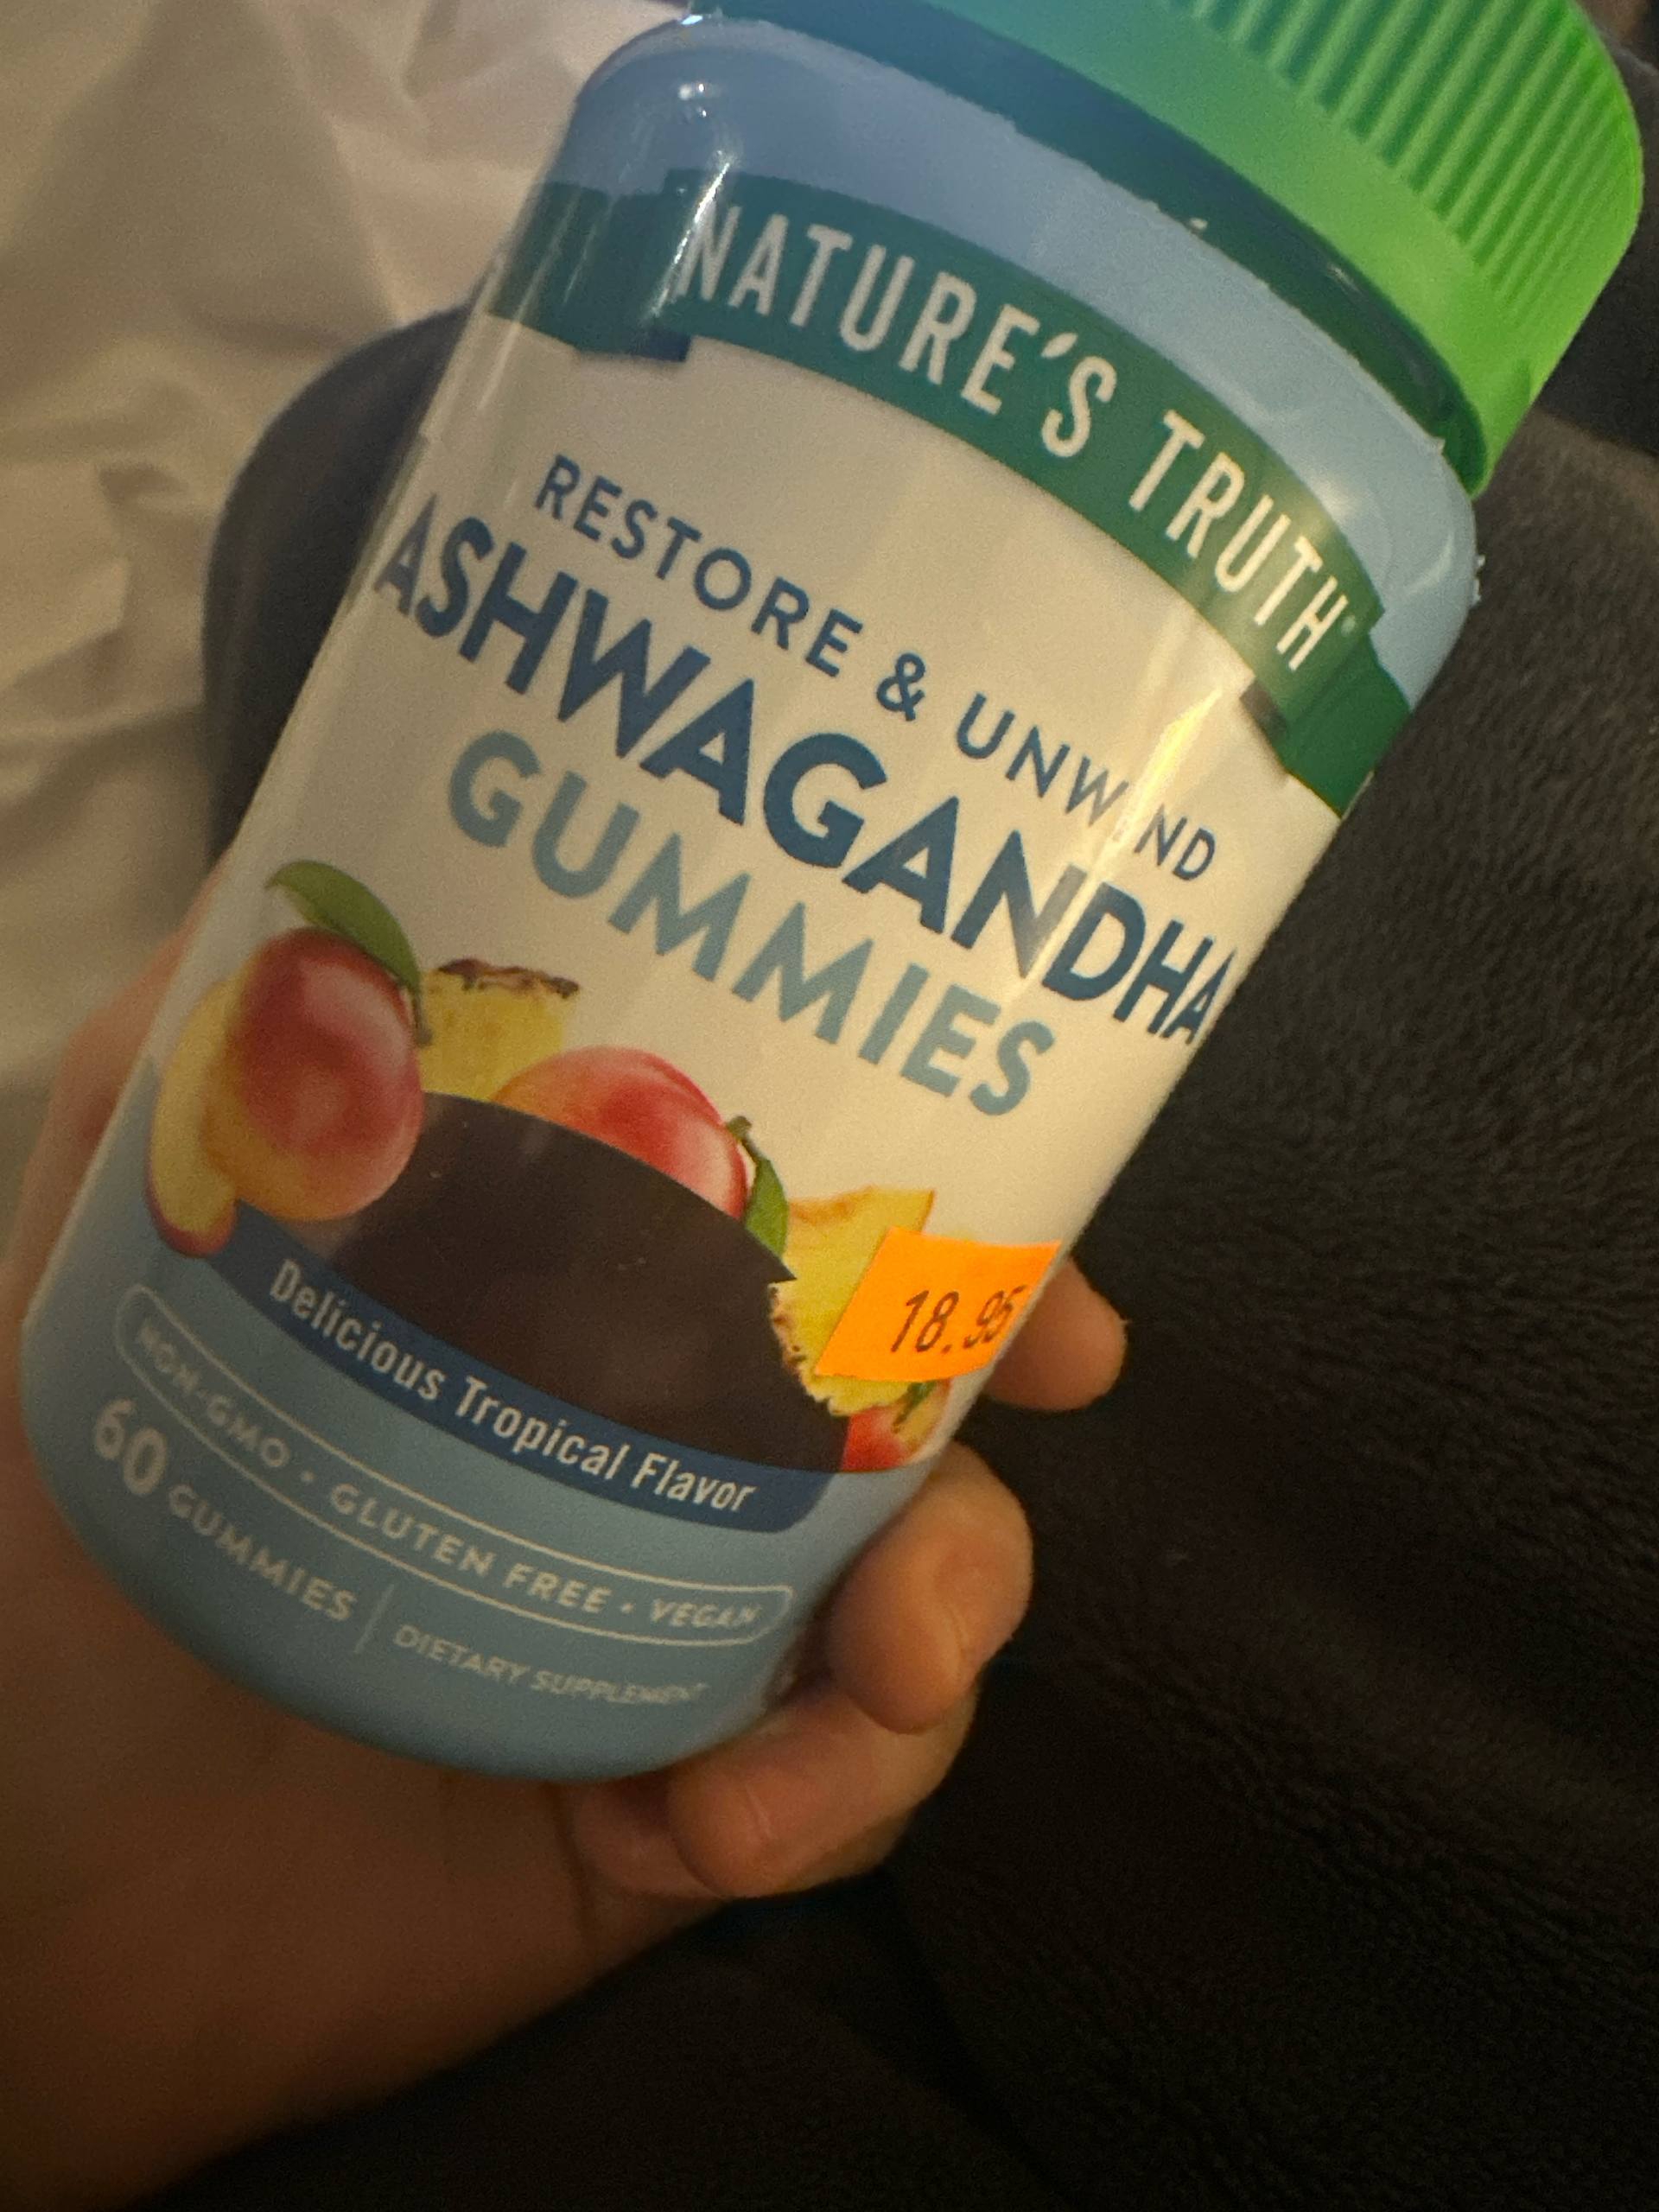 NATURE'S TRUTH®
RESTORE & UNWIND
ASHWAGANDHA
GUMMIES
18.95
Delicious Tropical Flavor
NON-GMO • GLUTEN FREE • VEGAN
60 GUMMIES | DIETARY SUPPLEMENT